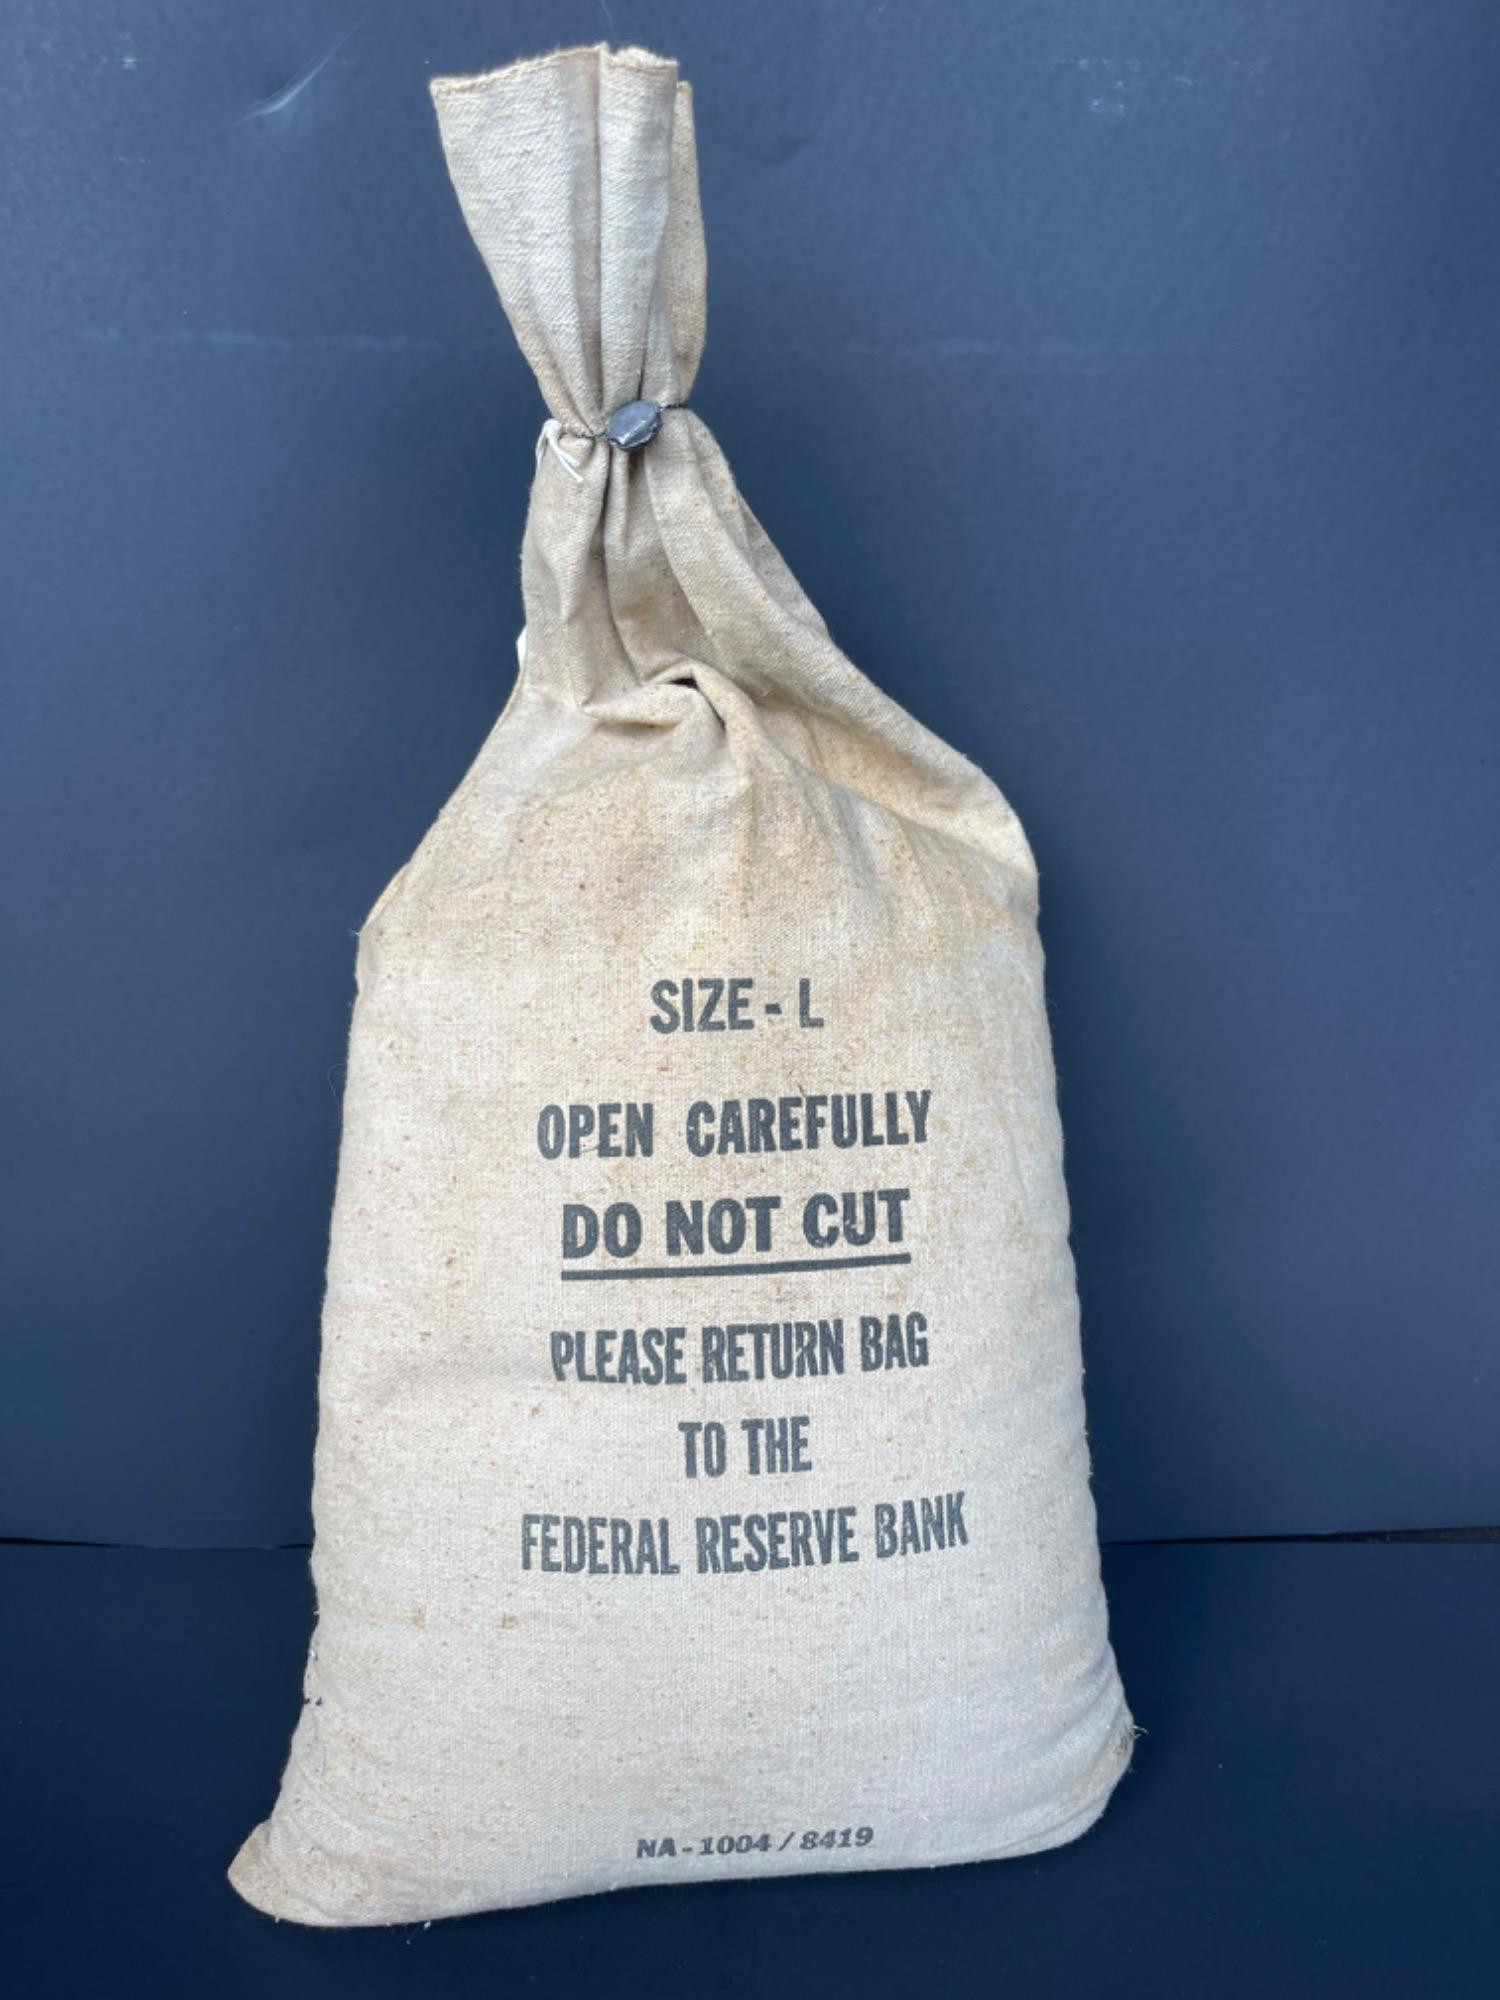 SIZE - L
OPEN CAREFULLY
DO NOT CUT
PLEASE RETURN BAG
TO THE
FEDERAL RESERVE BANK
NA - 1004 / 8419